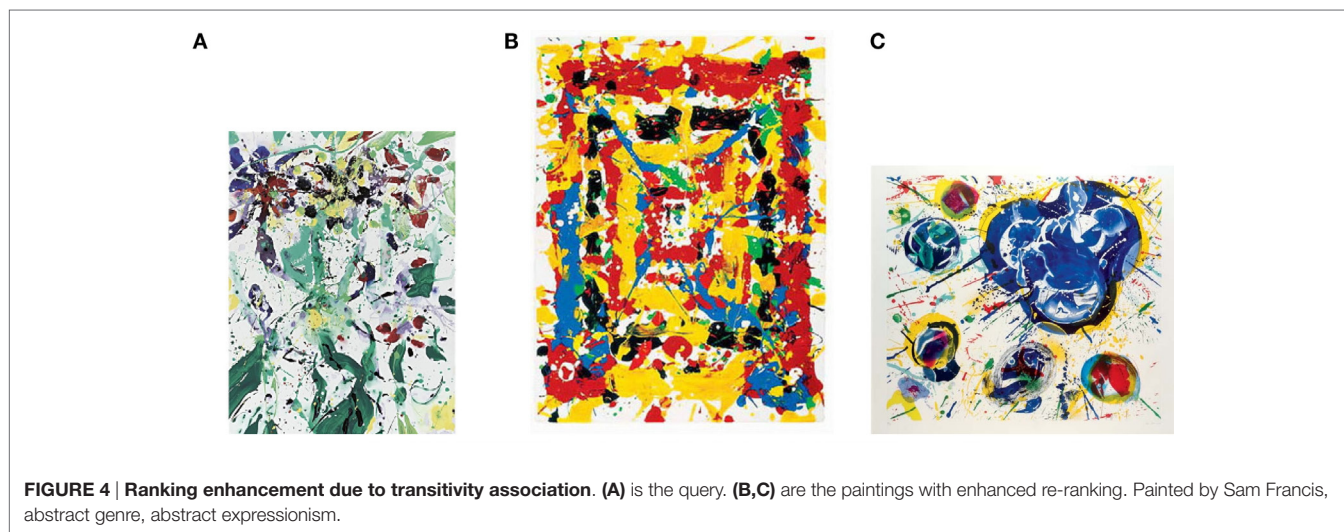 A
B
C
FIGURE 4 | Ranking enhancement due to transitivity association. (A) is the query. (B,C) are the paintings with enhanced re-ranking. Painted by Sam Francis,
abstract genre, abstract expressionism.